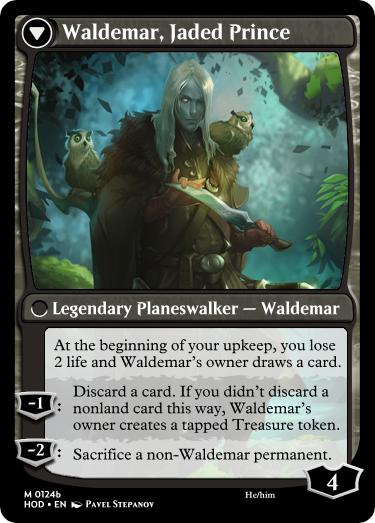 Waldemar, Jaded Prince
Legendary Planeswalker — Waldemar
At the beginning of your upkeep, you lose
2 life and Waldemar's owner draws a card.
-1: Discard a card. If you didn't discard a
nonland card this way, Waldemar's
owner creates a tapped Treasure token.
-2: Sacrifice a non-Waldemar permanent.
4
M 0124b
HOD • EN Pavel Stepanov
He/him